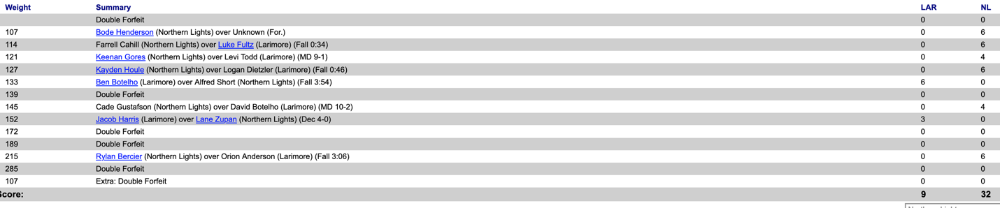 Weight Summary LAR NL
Double Forfeit 0 0
107 Bode Henderson (Northern Lights) over Unknown (For.) 0 6
114 Farrell Cahill (Northern Lights) over Luke Fultz (Larimore) (Fall 0:34) 0 6
121 Keenan Gores (Northern Lights) over Levi Todd (Larimore) (MD 9-1) 0 4
127 Kayden Houle (Northern Lights) over Logan Dietzler (Larimore) (Fall 0:46) 0 6
133 Ben Botelho (Larimore) over Alfred Short (Northern Lights) (Fall 3:54) 6 0
139 Double Forfeit 0 0
145 Cade Gustafson (Northern Lights) over David Botelho (Larimore) (MD 10-2) 0 4
152 Jacob Harris (Larimore) over Lane Zupan (Northern Lights) (Dec 4-0) 3 0
172 Double Forfeit 0 0
189 Double Forfeit 0 0
215 Rylan Bercier (Northern Lights) over Orion Anderson (Larimore) (Fall 3:06) 0 6
285 Double Forfeit 0 0
107 Extra: Double Forfeit 0 0
Score: 9 32